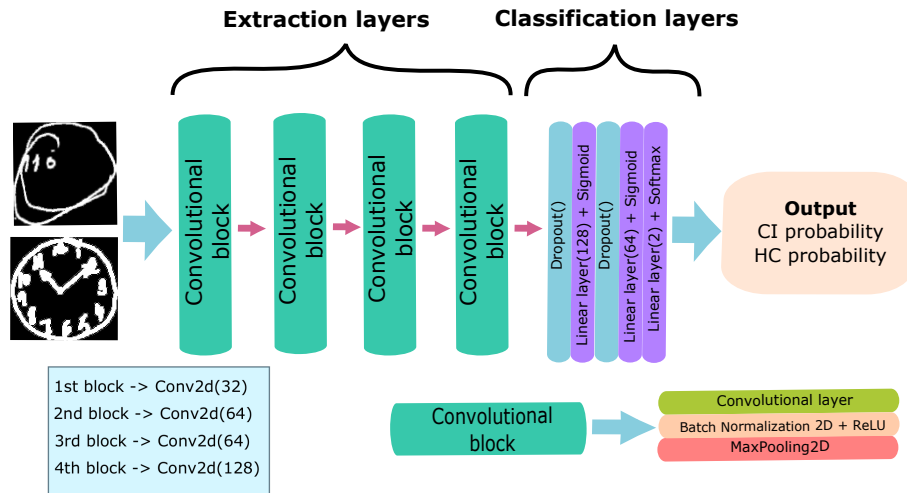 Extraction layers
Classification layers
110
Convolutional
block
Convolutional
block
Convolutional
block
Convolutional
block
Dropout()
Linear layer(128) + Sigmoid
Dropout()
Linear layer(64) + Sigmoid
Linear layer(2) + Softmax
Output
CI probability
HC probability
1st block -> Conv2d(32)
2nd block -> Conv2d(64)
3rd block -> Conv2d(64)
4th block -> Conv2d(128)
Convolutional
block
Convolutional layer
Batch Normalization 2D + ReLU
MaxPooling2D